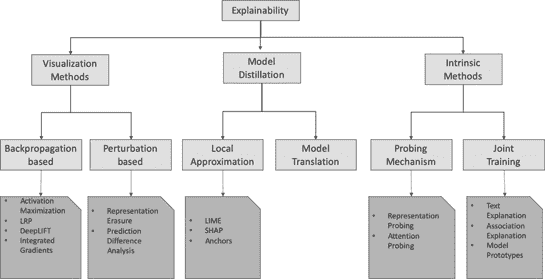 Explainability
Visualization
Methods
Model
Distillation
Intrinsic
Methods
Backpropagation
based
Perturbation
based
Local
Approximation
Model
Translation
Probing
Mechanism
Joint
Training
Activation
Maximization
LRP
DeepLIFT
Integrated
Gradients
Representation
Erasure
Prediction
Difference
Analysis
LIME
SHAP
Anchors
Representation
Probing
Attention
Probing
Text
Explanation
Association
Explanation
Model
Prototypes